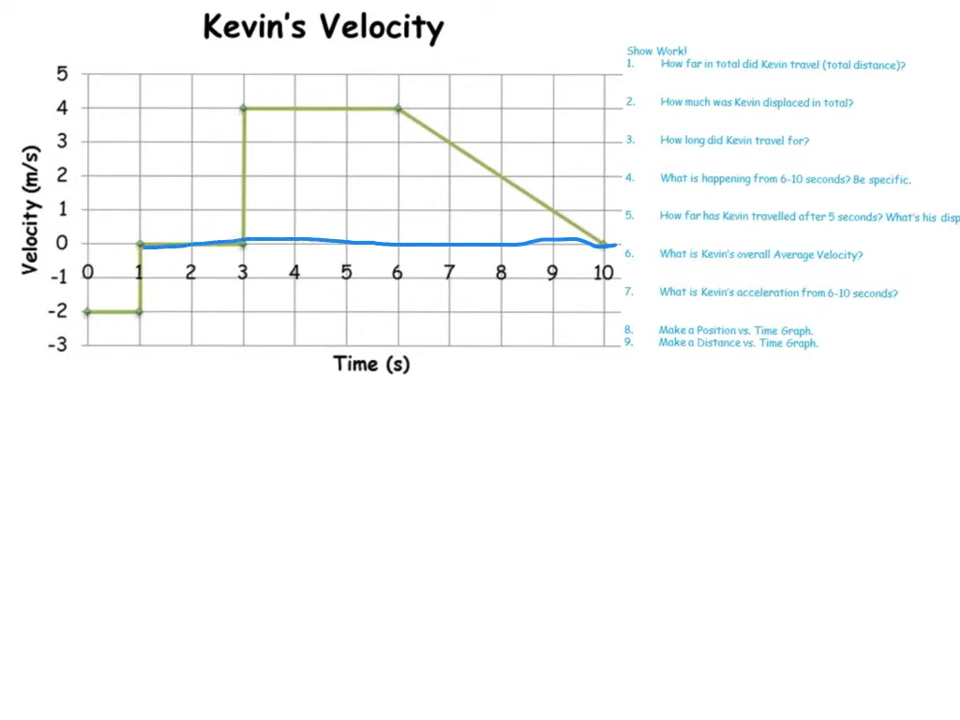 Kevin's Velocity
Show Work!
1. How far in total did Kevin travel (total distance)?
2. How much was Kevin displaced in total?
3. How long did Kevin travel for?
4. What is happening from 6-10 seconds? Be specific.
5. How far has Kevin travelled after 5 seconds? What's his disp
6. What is Kevin's overall Average Velocity?
7. What is Kevin's acceleration from 6-10 seconds?
8. Make a Position vs. Time Graph.
9. Make a Distance vs. Time Graph.
Velocity (m/s)
5
4
3
2
1
0
-1
-2
-3
0 1 2 3 4 5 6 7 8 9 10
Time (s)